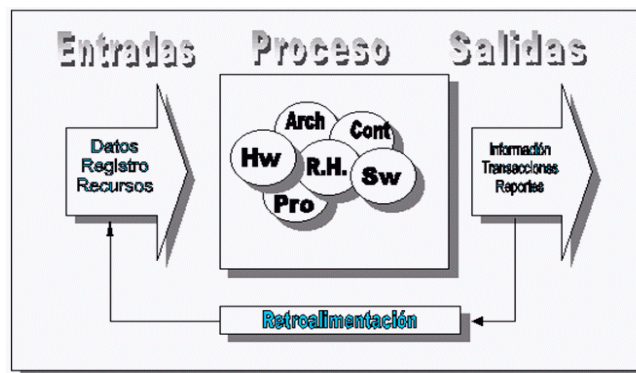 Entradas Proceso Salidas
Datos
Registro
Recursos
Arch
Cont
Hw
R.H.
Sw
Pro
Información
Transacciones
Reportes
Retroalimentación